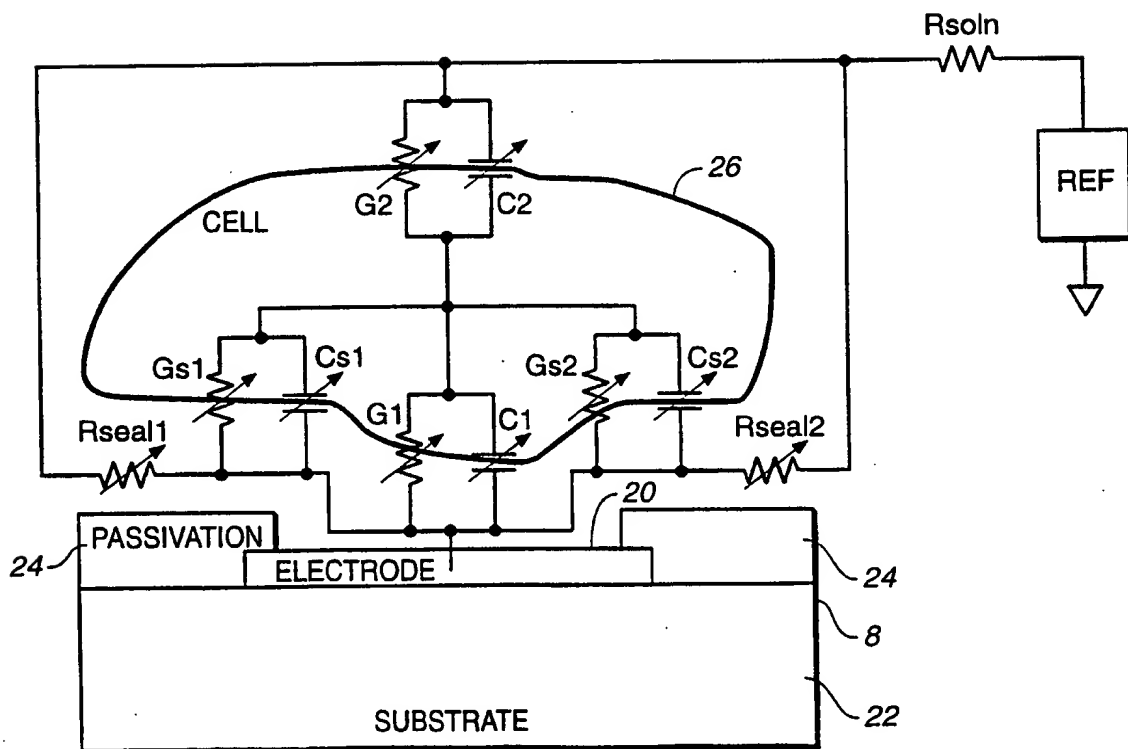 Rsoln
REF
26
G2
C2
CELL
Gs1
Cs1
G1
C1
Gs2
Cs2
Rseal1
Rseal2
20
PASSIVATION
24
ELECTRODE
24
8
22
SUBSTRATE